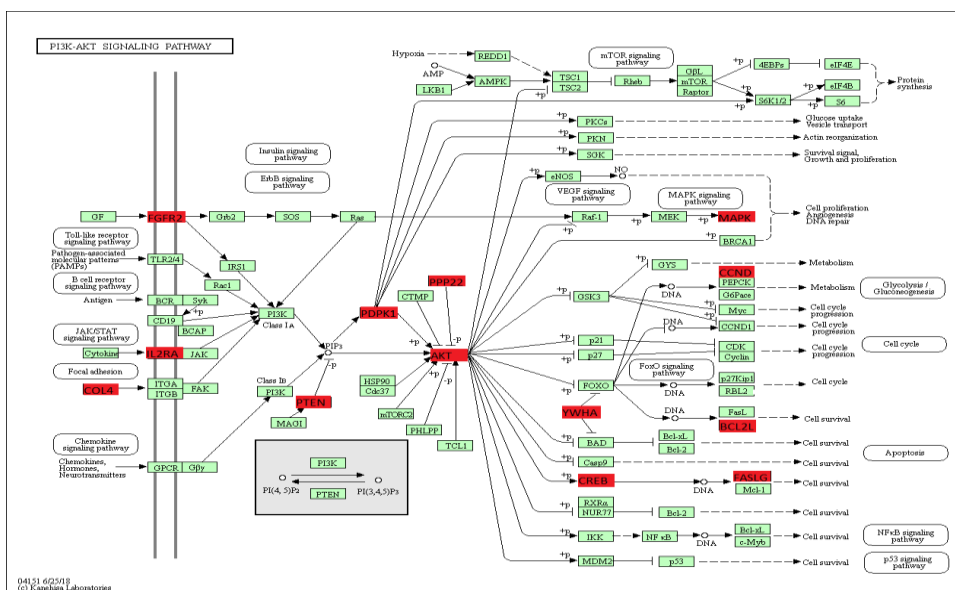 PI3K-AKT SIGNALING PATHWAY
Hypoxia
REDD1
AMP
AMPK
LKB1
+p
TSC1
TSC2
+p
Rheb
mTOR signaling
pathway
GβL
mTOR
Raptor
+p
4EBPs
eIF4E
+p
S6K1/2
+p
eIF4B
S6
+p
Protein
synthesis
+p
PKCs
Glucose uptake
Vesicle transport
+p
PKN
Actin reorganization
+p
SGK
Survival signal,
Growth and proliferation
Insulin signaling
pathway
ErbB signaling
pathway
+p
eNOS
NO
VEGF signaling
pathway
MAPK signaling
pathway
GF
FGFR2
Grb2
SOS
Ras
Raf-1
+p
MEK
+p
MAPK
+p
BRCA1
Cell proliferation
Angiogenesis
DNA repair
Toll-like receptor
signaling pathway
Pathogen-associated
molecular patterns
(PAMPs)
TLR2/4
IRS1
Rac1
B cell receptor
signaling pathway
Antigen
BCR
Syk
+p
CD19
BCAP
PI3K
Class IA
JAK/STAT
signaling pathway
Cytokine
IL2RA
JAK
Focal adhesion
COL4
ITGA
ITGB
FAK
Class IB
PI3K
PIP3
PTEN
-p
MAGI
Chemokine
signaling pathway
Chemokines,
Hormones,
Neurotransmitters
GPCR
Gβγ
PDPK1
PPP22
CTMP
-p
+p
AKT
+p
-p
HSP90
Cdc37
mTORC2
PHLPP
TCL1
PI3K
PI(4, 5)P2
PI(3,4,5)P3
PTEN
+p
GYS
Metabolism
+p
GSK3
DNA
CCND
PEPCK
G6Pace
Metabolism
Glycolysis /
Gluconeogenesis
Myc
Cell cycle
progression
DNA
CCND1
Cell cycle
progression
+p
p21
+p
p27
CDK
Cyclin
Cell cycle
progression
Cell cycle
+p
FOXO
FoxO signaling
pathway
DNA
p27Kip1
RBL2
Cell cycle
YWHA
DNA
FasL
BCL2L
Cell survival
+p
BAD
Bcl-xL
Bcl-2
Cell survival
Apoptosis
+p
Casp9
Cell survival
+p
CREB
DNA
FASLG
Mcl-1
Cell survival
+p
RXRα
NUR77
Bcl-2
Cell survival
+p
IKK
NFκB
DNA
Bcl-xL
c-Myb
Cell survival
NFκB signaling
pathway
+p
MDM2
p53
Cell survival
p53 signaling
pathway
04151 6/25/18
(c) Kanehisa Laboratories